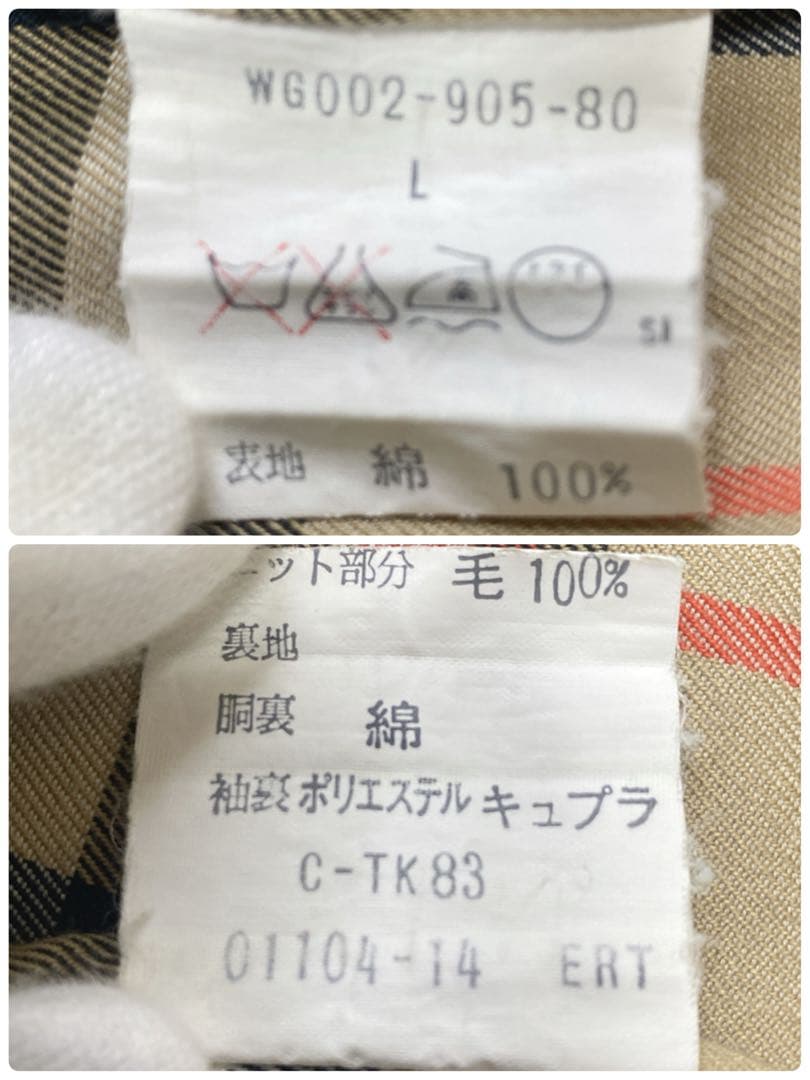 WG002-905-80
L
SI
表地 綿 100%
ニット部分 毛 100%
裏地
胴裏 綿
袖裏 ポリエステル キュプラ
C-TK83
01104-14 ERT